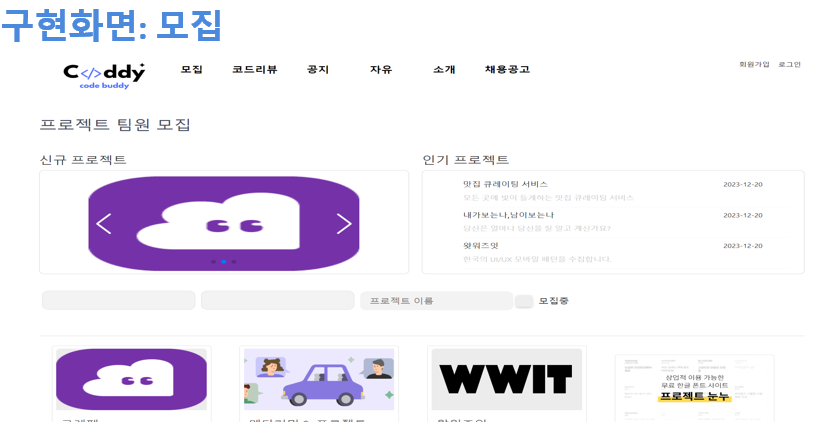 구현화면: 모집
C</>ddy
code buddy
모집 코드리뷰 공지 자유 소개 채용공고
회원가입 로그인
프로젝트 팀원 모집
신규 프로젝트
인기 프로젝트
맛집 큐레이팅 서비스 2023-12-20
모든 곳에 빛이 들게하는 맛집 큐레이팅 서비스
내가보는나,남이보는나 2023-12-20
당신은 얼마나 당신을 잘 알고 계신가요?
왓위즈잇 2023-12-20
한국의 UI/UX 모바일 패턴을 수집합니다.
프로젝트 이름
모집중
WWIT
상업적 이용 가능한
무료 한글 폰트 사이트
프로젝트 눈누